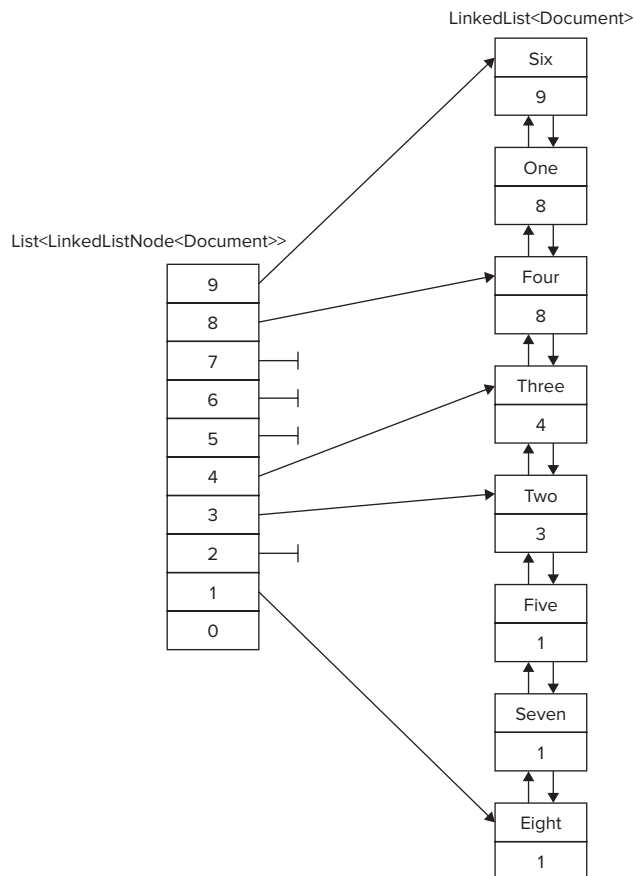 LinkedList<Document>
Six
9
One
8
Four
8
Three
4
Two
3
Five
1
Seven
1
Eight
1
List<LinkedListNode<Document>>
9
8
7
6
5
4
3
2
1
0